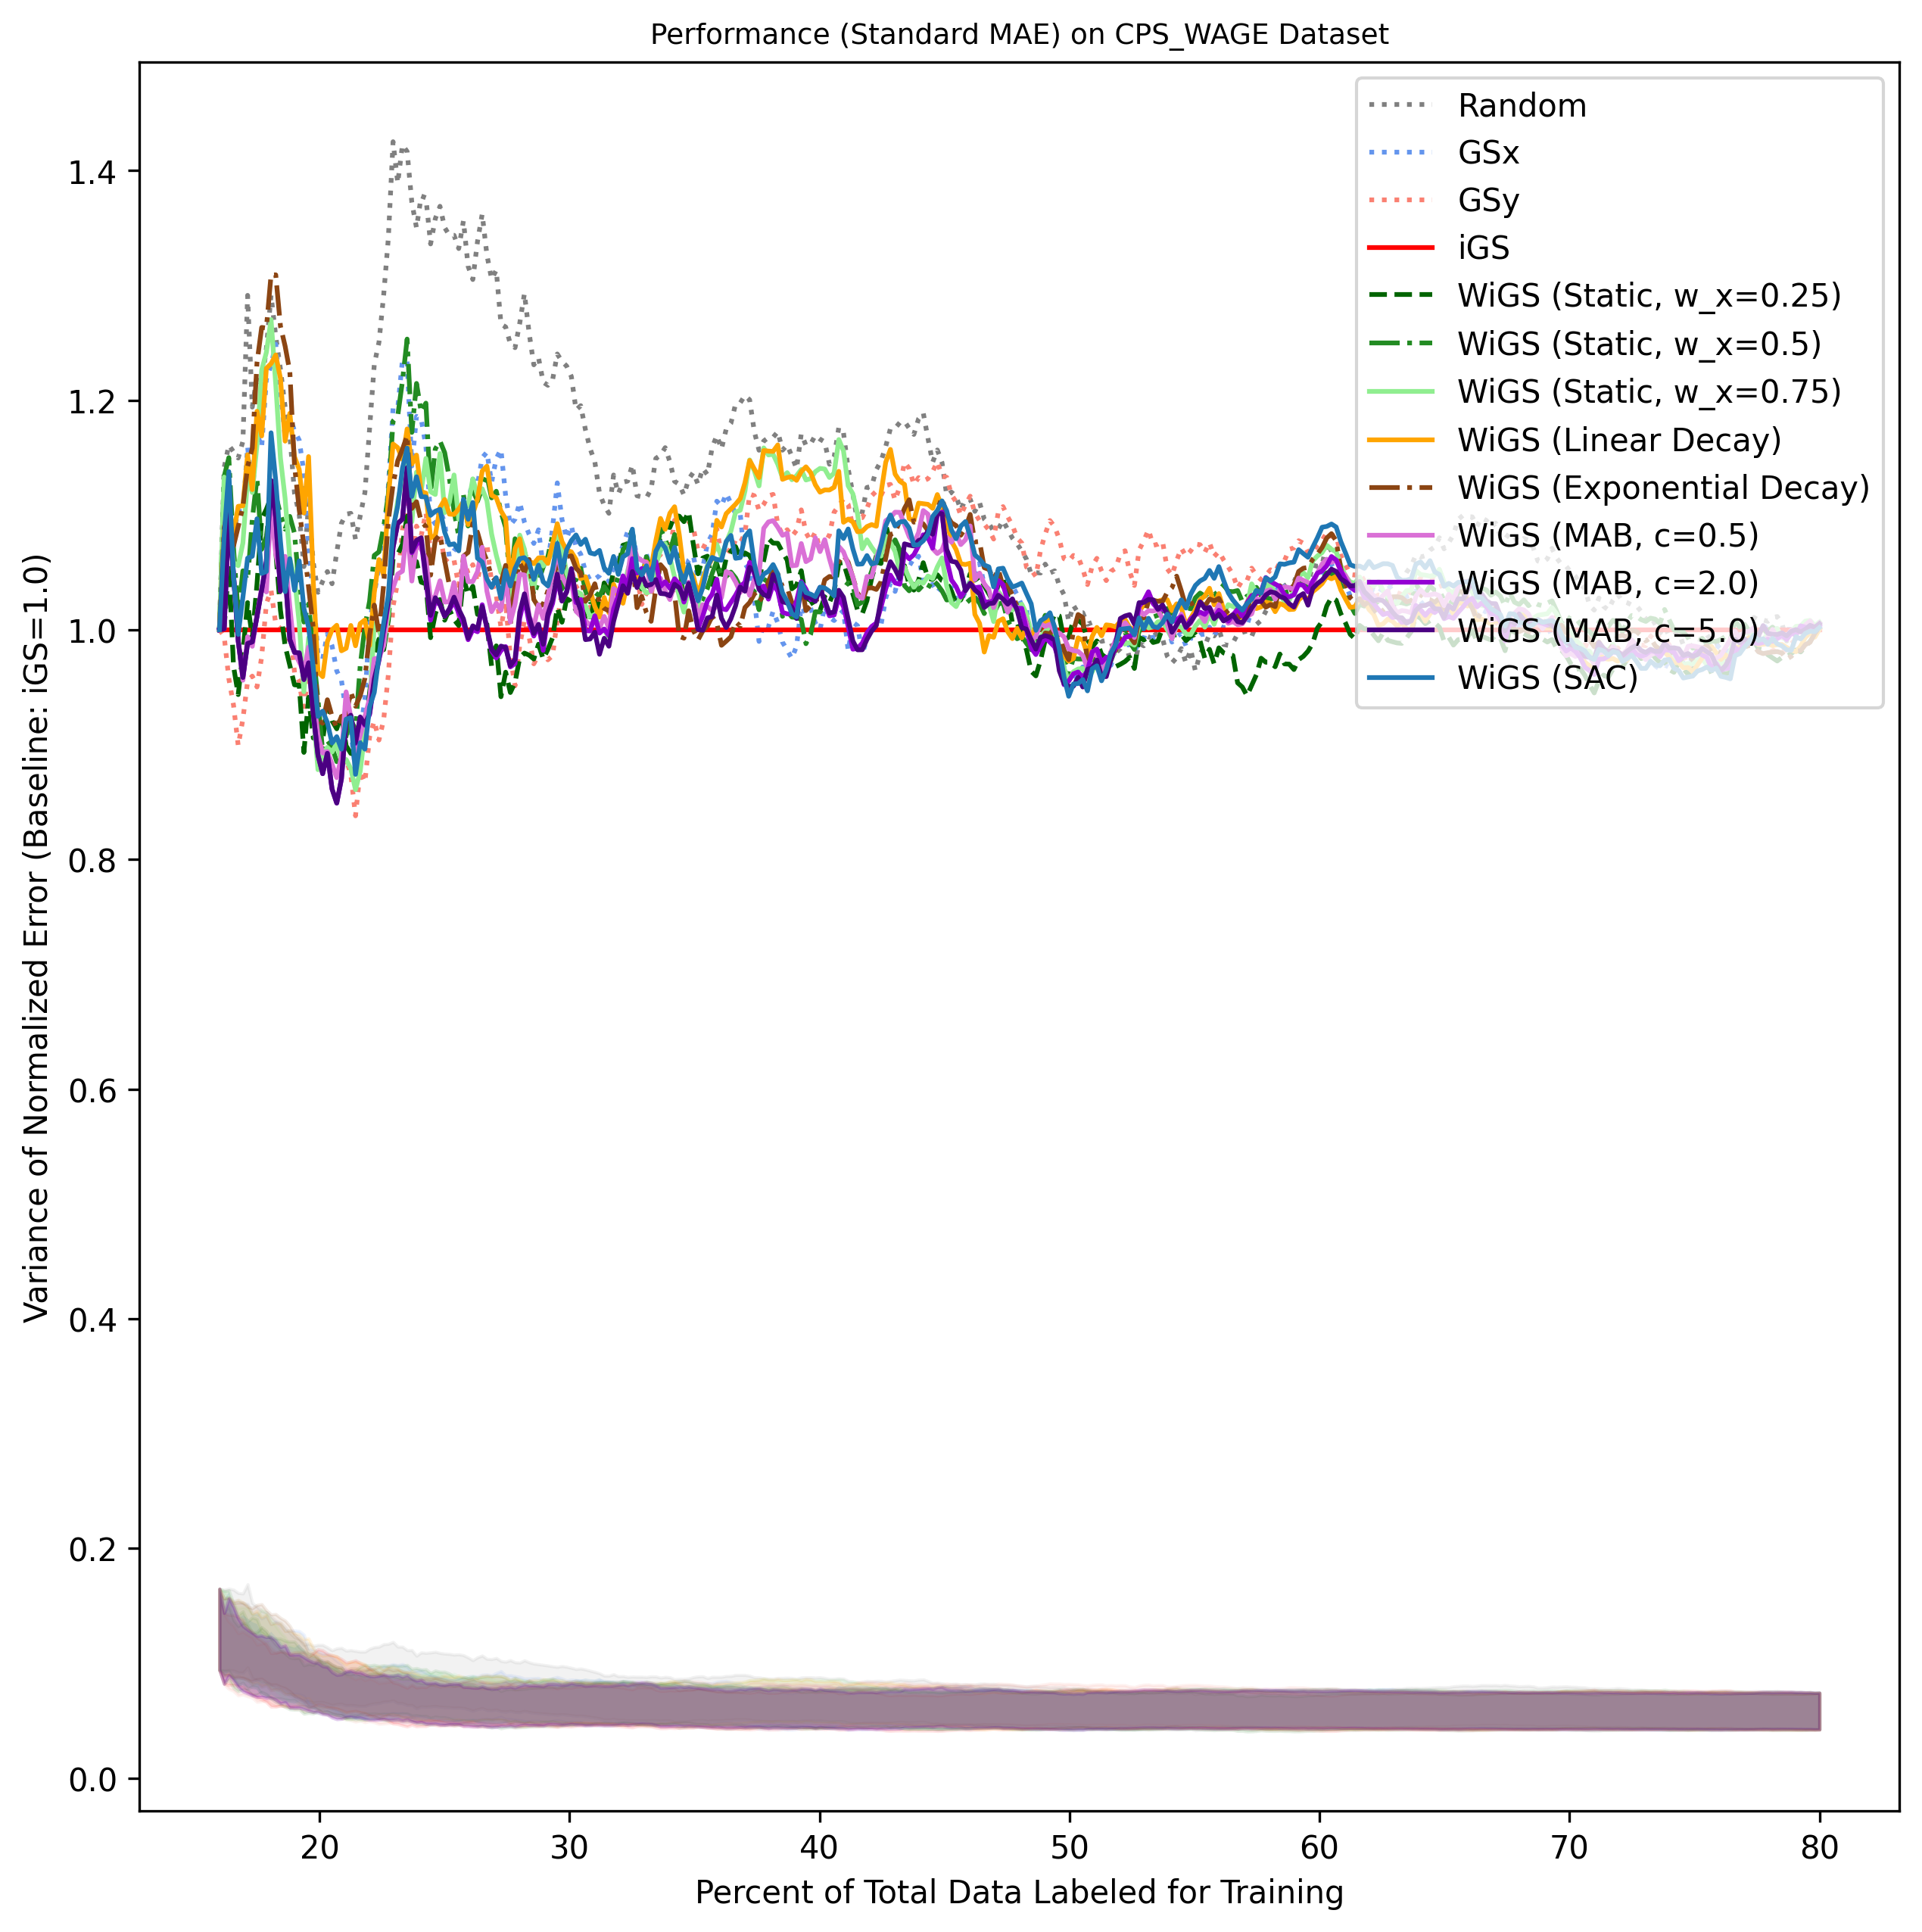 Performance (Standard MAE) on CPS_WAGE Dataset
Variance of Normalized Error (Baseline: iGS=1.0)
1.4
1.2
1.0
0.8
0.6
0.4
0.2
0.0
Random
GSx
GSy
iGS
WiGS (Static, w_x=0.25)
WiGS (Static, w_x=0.5)
WiGS (Static, w_x=0.75)
WiGS (Linear Decay)
WiGS (Exponential Decay)
WiGS (MAB, c=0.5)
WiGS (MAB, c=2.0)
WiGS (MAB, c=5.0)
WiGS (SAC)
20 30 40 50 60 70 80
Percent of Total Data Labeled for Training